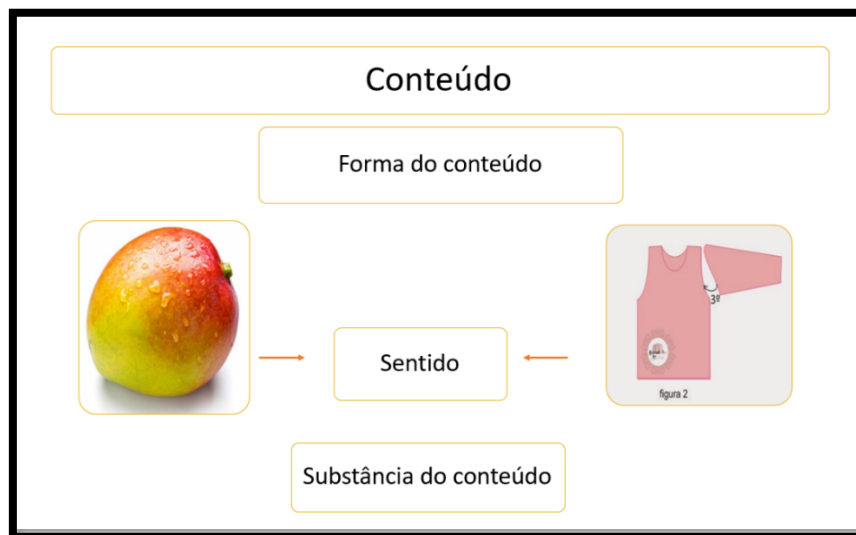 Conteúdo
Forma do conteúdo
3º
Sentido
figura 2
Substância do conteúdo